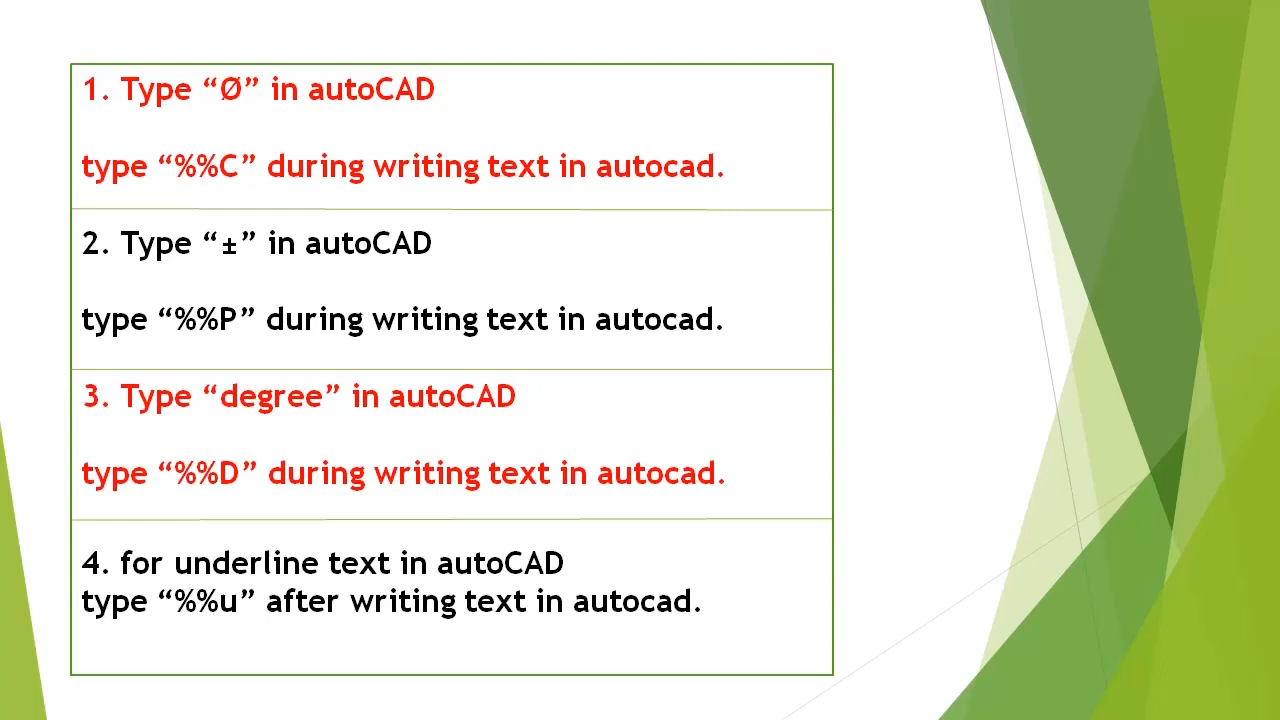 1. Type “Ø” in autoCAD
type “%%C” during writing text in autocad.
2. Type “±” in autoCAD
type “%%P” during writing text in autocad.
3. Type “degree” in autoCAD
type “%%D” during writing text in autocad.
4. for underline text in autoCAD
type “%%u” after writing text in autocad.